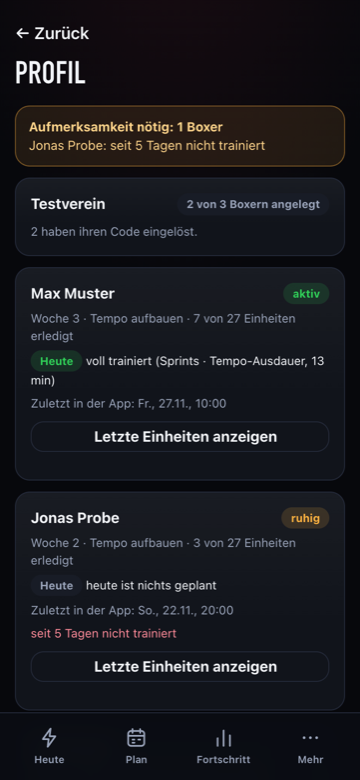 ← Zurück
PROFIL
Aufmerksamkeit nötig: 1 Boxer
Jonas Probe: seit 5 Tagen nicht trainiert
Testverein
2 von 3 Boxern angelegt
2 haben ihren Code eingelöst.
Max Muster
aktiv
Woche 3 · Tempo aufbauen · 7 von 27 Einheiten
erledigt
Heute voll trainiert (Sprints · Tempo-Ausdauer, 13
min)
Zuletzt in der App: Fr., 27.11., 10:00
Letzte Einheiten anzeigen
Jonas Probe
ruhig
Woche 2 · Tempo aufbauen · 3 von 27 Einheiten
erledigt
Heute heute ist nichts geplant
Zuletzt in der App: So., 22.11., 20:00
seit 5 Tagen nicht trainiert
Letzte Einheiten anzeigen
Heute
Plan
Fortschritt
Mehr